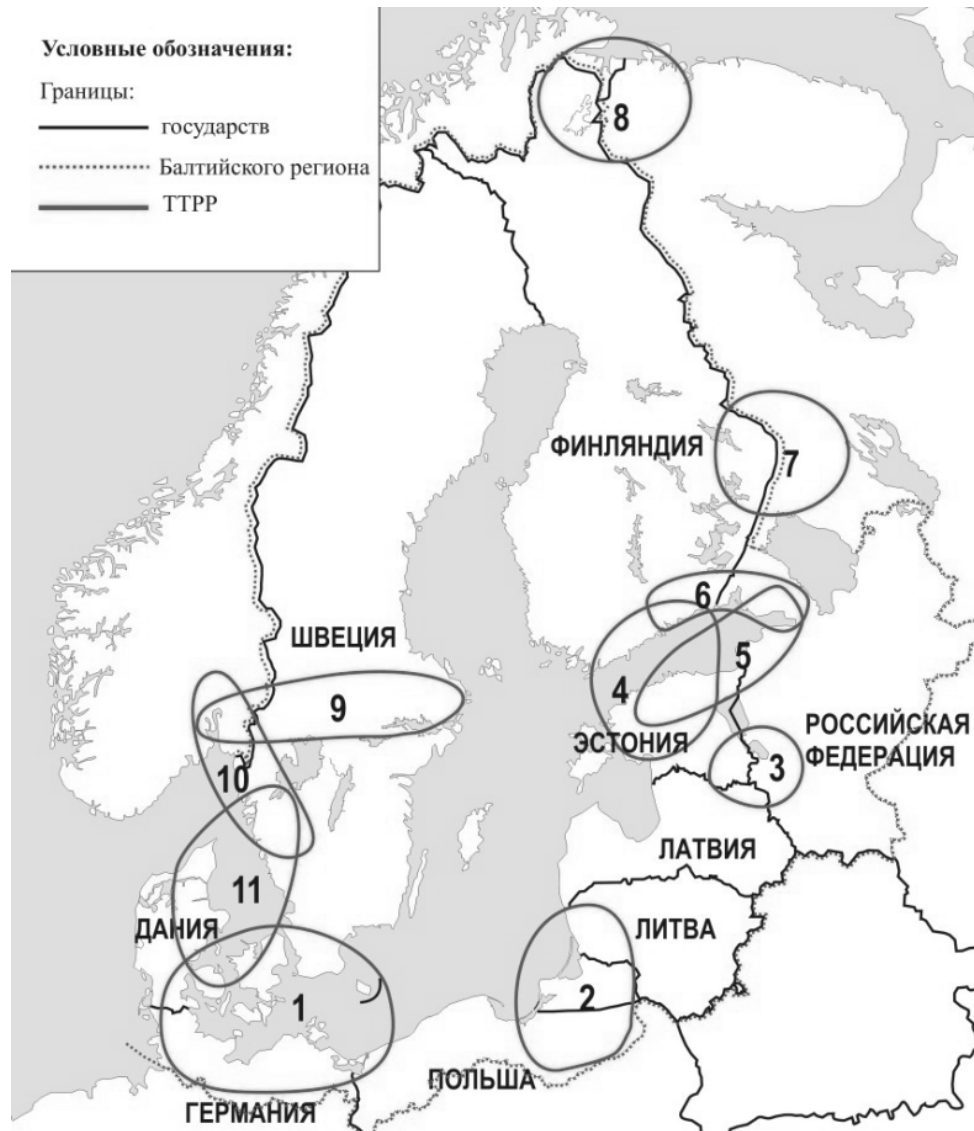 Условные обозначения:
Границы:
государств
Балтийского региона
ТТРР
8
ФИНЛЯНДИЯ
7
6
ШВЕЦИЯ
5
4
9
РОССИЙСКАЯ
ФЕДЕРАЦИЯ
ЭСТОНИЯ
3
10
ЛАТВИЯ
11
ДАНИЯ
ЛИТВА
2
1
ПОЛЬША
ГЕРМАНИЯ